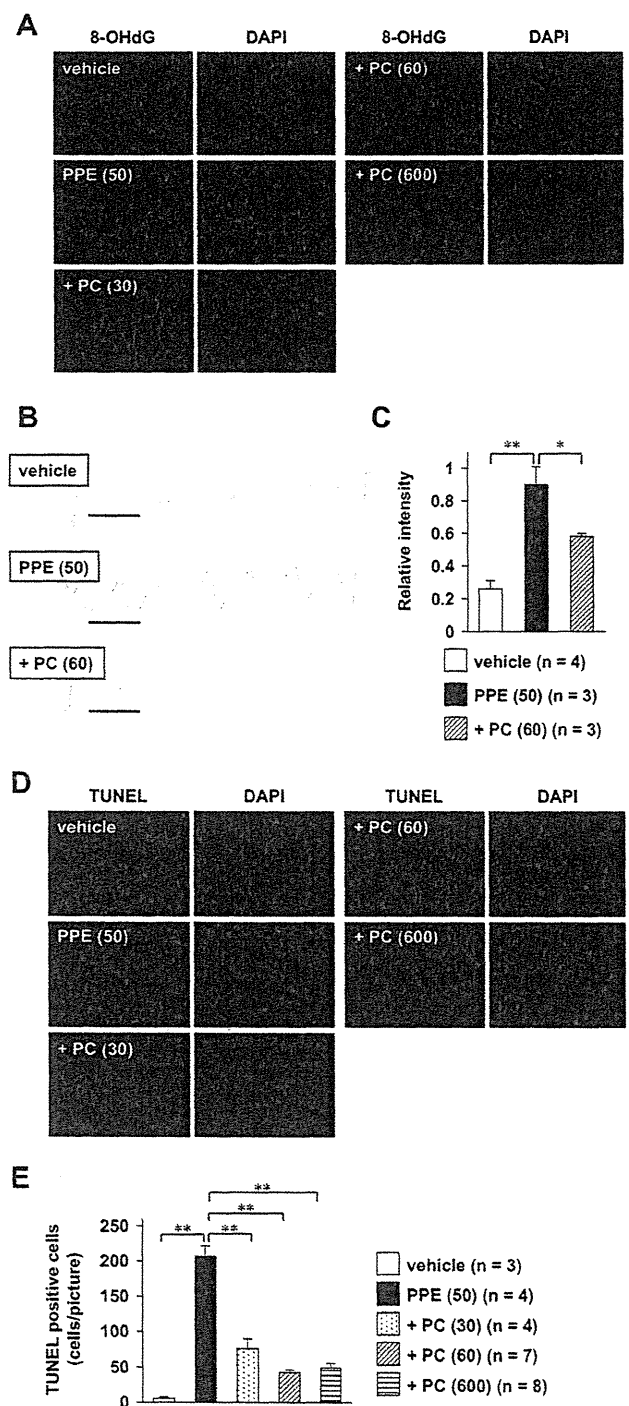 A
8-OHdG DAPI 8-OHdG DAPI
vehicle + PC (60)
PPE (50) + PC (600)
+ PC (30)
B
vehicle
PPE (50)
+ PC (60)
C
** *
Relative intensity
1
0.8
0.6
0.4
0.2
0
vehicle (n = 4)
PPE (50) (n = 3)
+ PC (60) (n = 3)
D
TUNEL DAPI TUNEL DAPI
vehicle + PC (60)
PPE (50) + PC (600)
+ PC (30)
E
**
**
** **
TUNEL positive cells
(cells/picture)
250
200
150
100
50
0
vehicle (n = 3)
PPE (50) (n = 4)
+ PC (30) (n = 4)
+ PC (60) (n = 7)
+ PC (600) (n = 8)